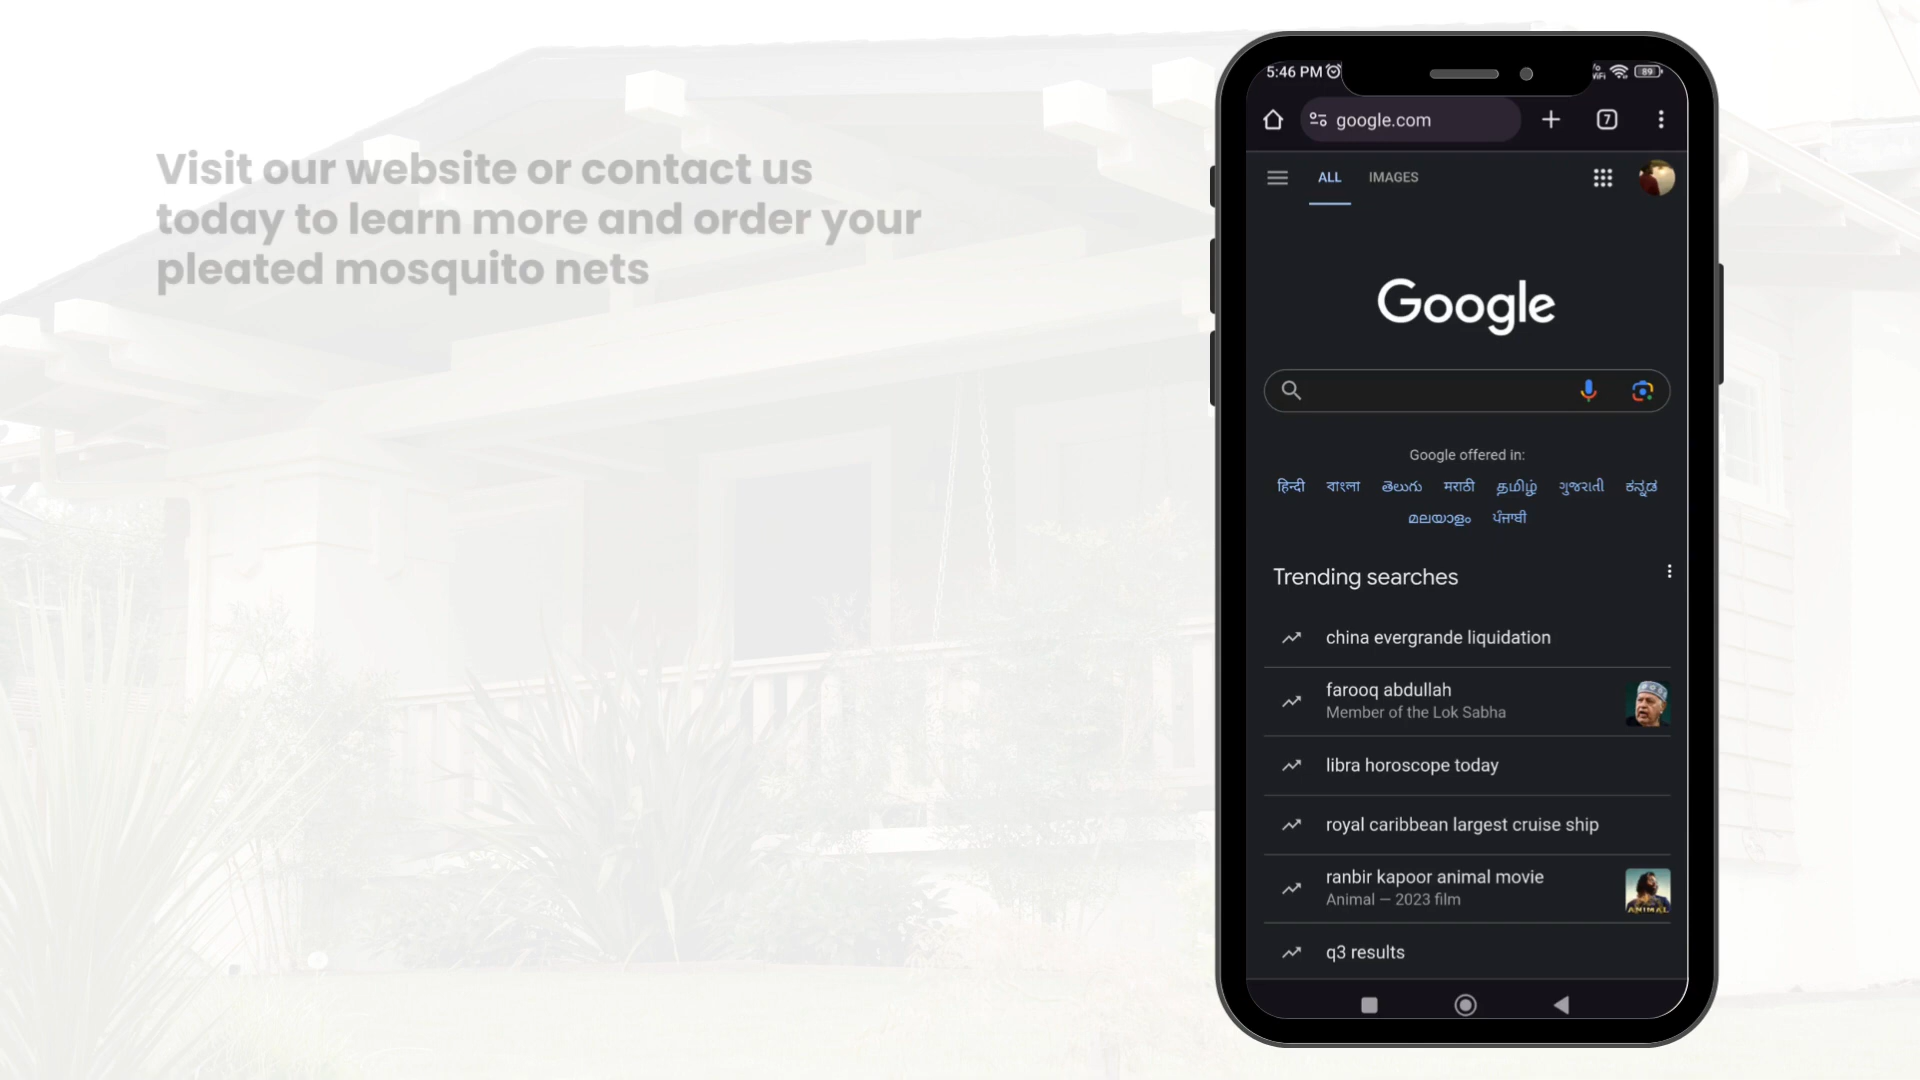 Visit our website or contact us
today to learn more and order your
pleated mosquito nets
5:46 PM
89
google.com
7
ALL IMAGES
Google
Google offered in:
हिन्दी বাংলা తెలుగు मराठी தமிழ் ગુજરાતી ಕನ್ನಡ
മലയാളം ਪੰਜਾਬੀ
Trending searches
china evergrande liquidation
farooq abdullah
Member of the Lok Sabha
libra horoscope today
royal caribbean largest cruise ship
ranbir kapoor animal movie
Animal — 2023 film
ANIMAL
q3 results